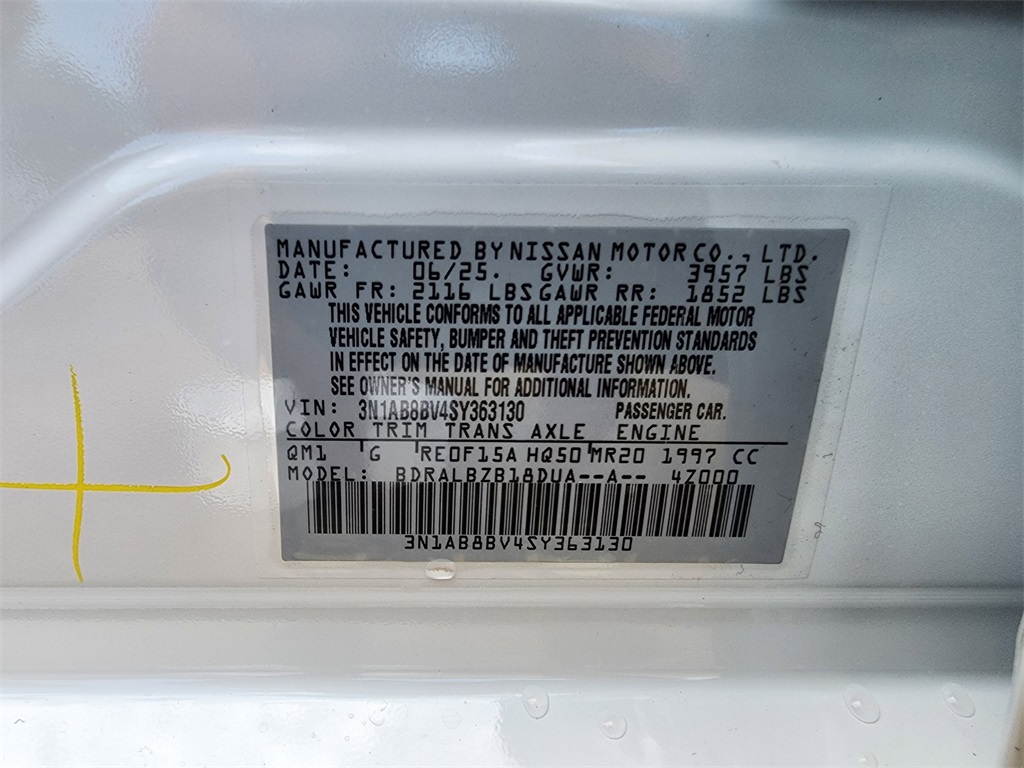 MANUFACTURED BY NISSAN MOTOR CO., LTD.
DATE: 06/25. GVWR: 3957 LBS
GAWR FR: 2116 LBS GAWR RR: 1852 LBS
THIS VEHICLE CONFORMS TO ALL APPLICABLE FEDERAL MOTOR
VEHICLE SAFETY, BUMPER AND THEFT PREVENTION STANDARDS
IN EFFECT ON THE DATE OF MANUFACTURE SHOWN ABOVE.
SEE OWNER'S MANUAL FOR ADDITIONAL INFORMATION.
VIN: 3N1AB8BV4SY363130 PASSENGER CAR.
COLOR TRIM TRANS AXLE ENGINE
QM1 G RE0F15A HQ50 MR20 1997 CC
MODEL: BDRALBZB18DUA--A-- 4Z000
3N1AB8BV4SY363130